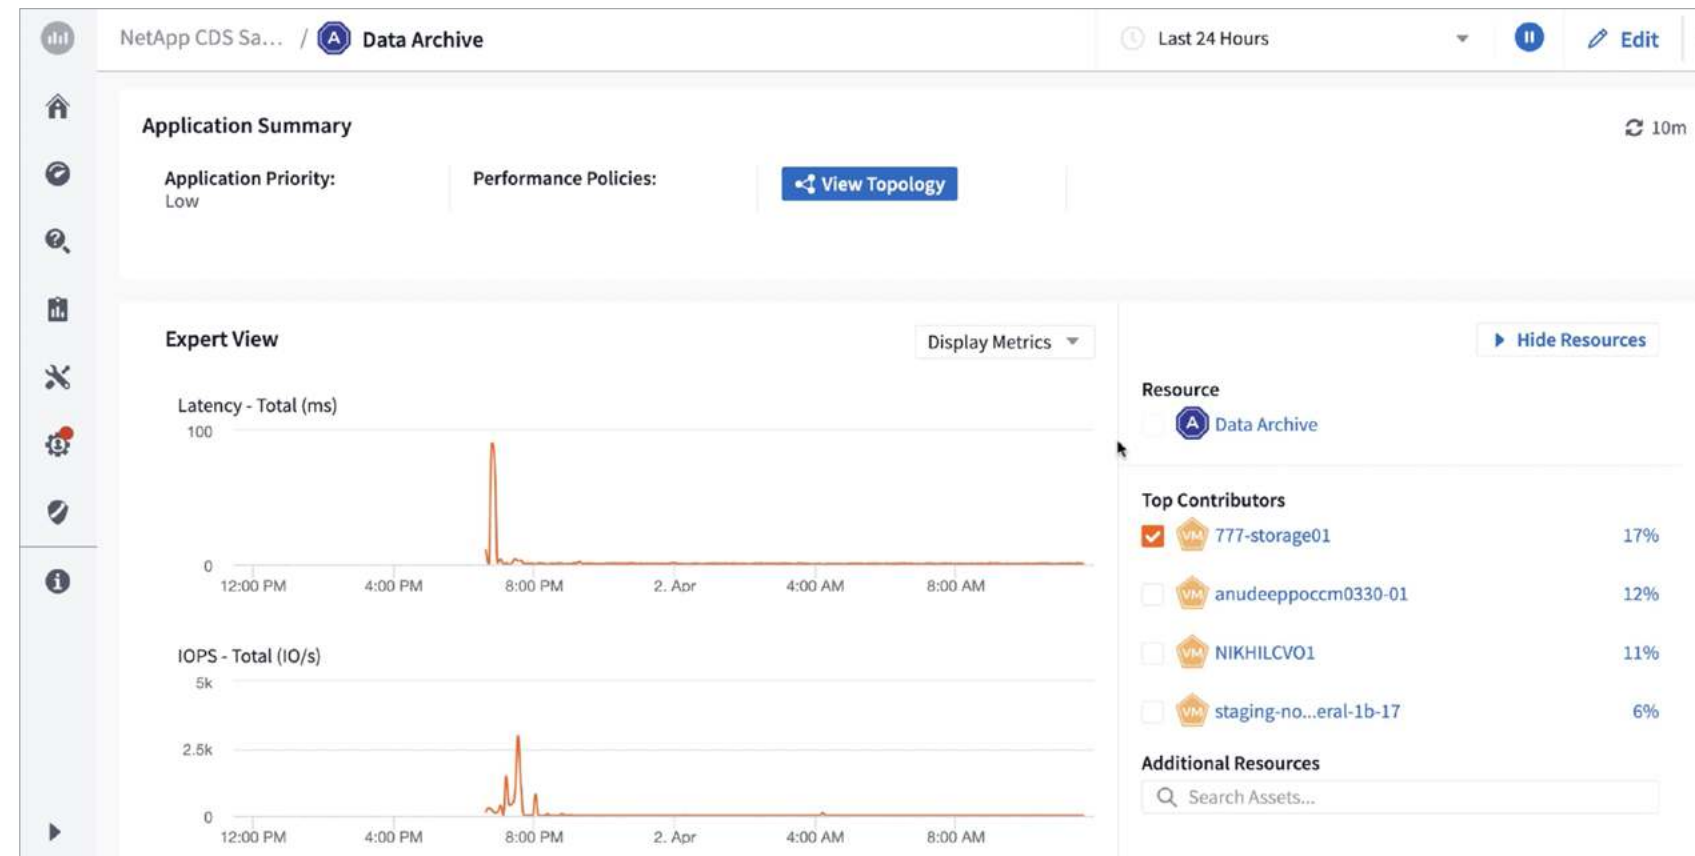 NetApp CDS Sa... / A Data Archive
Last 24 Hours
Edit
Application Summary
10m
Application Priority:
Low
Performance Policies:
View Topology
Expert View
Display Metrics
Latency - Total (ms)
100
0
12:00 PM 4:00 PM 8:00 PM 2. Apr 4:00 AM 8:00 AM
IOPS - Total (IO/s)
5k
2.5k
0
12:00 PM 4:00 PM 8:00 PM 2. Apr 4:00 AM 8:00 AM
Hide Resources
Resource
A Data Archive
Top Contributors
VM 777-storage01 17%
VM anudeeppoccm0330-01 12%
VM NIKHILCVO1 11%
VM staging-no...eral-1b-17 6%
Additional Resources
Search Assets...